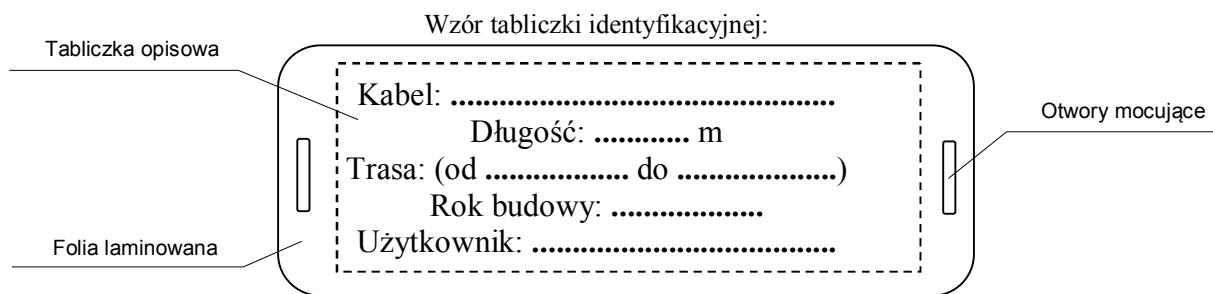 Wzór tabliczki identyfikacyjnej:
Tabliczka opisowa
Kabel: ................................................
Długość: ............ m
Otwory mocujące
Trasa: (od .................. do ....................)
Rok budowy: ...................
Użytkownik: ......................................
Folia laminowana